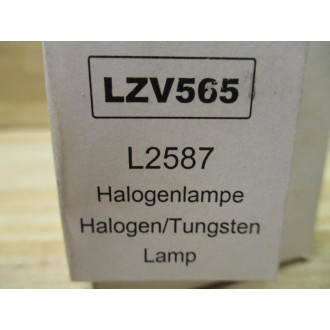 LZV565
L2587
Halogenlampe
Halogen/Tungsten
Lamp